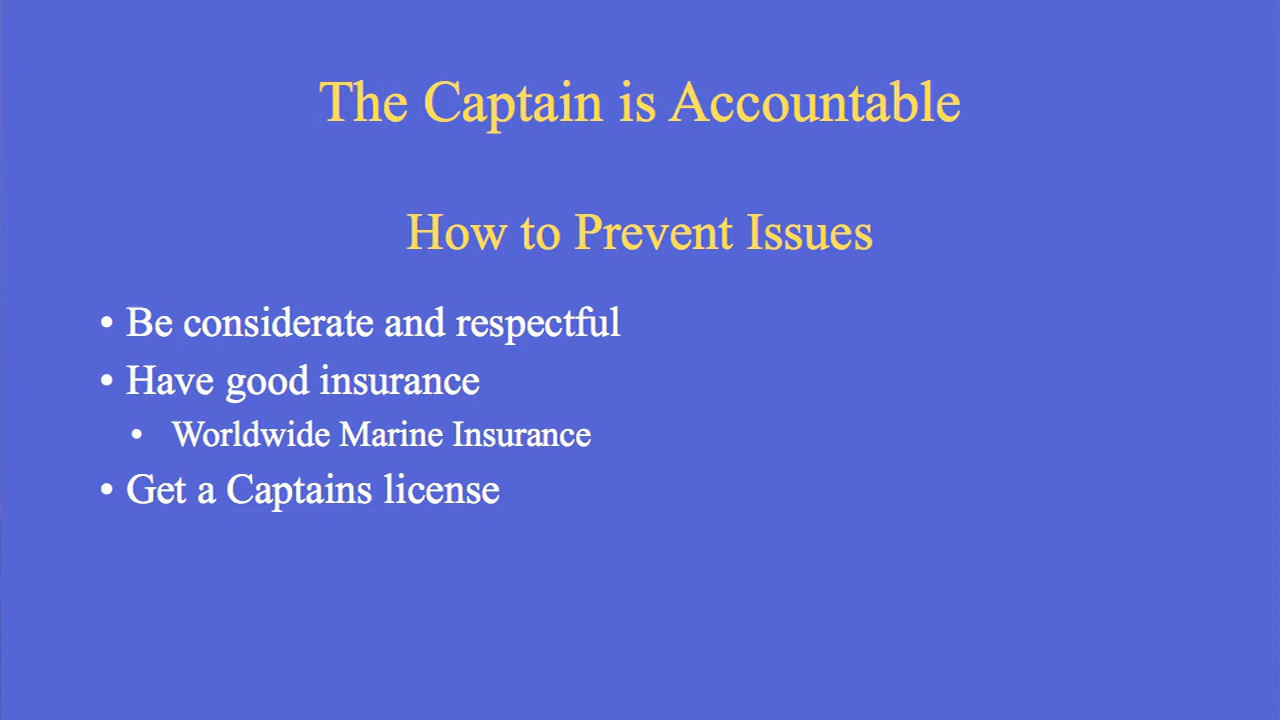 The Captain is Accountable
How to Prevent Issues
• Be considerate and respectful
• Have good insurance
• Worldwide Marine Insurance
• Get a Captains license